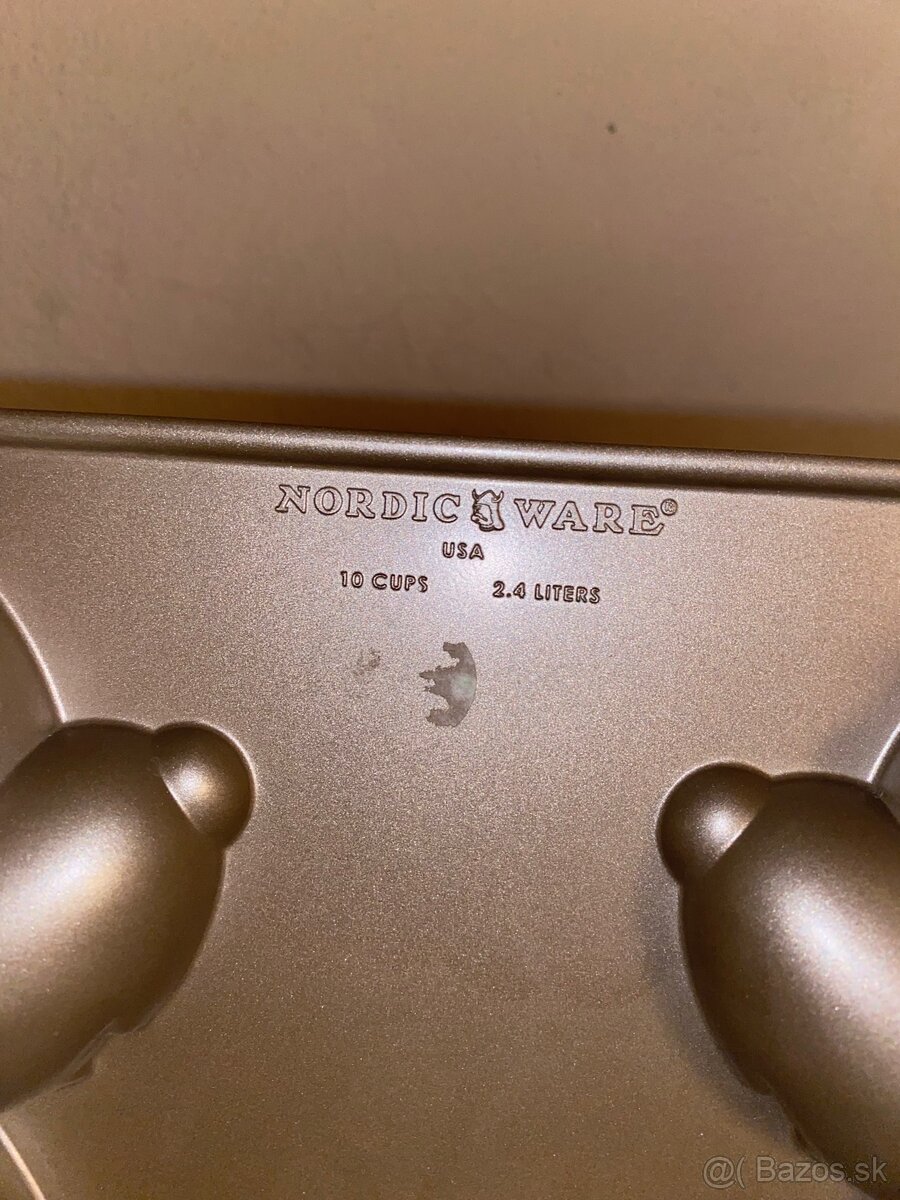 NORDIC WARE®
USA
10 CUPS 2.4 LITERS
@( Bazos.sk